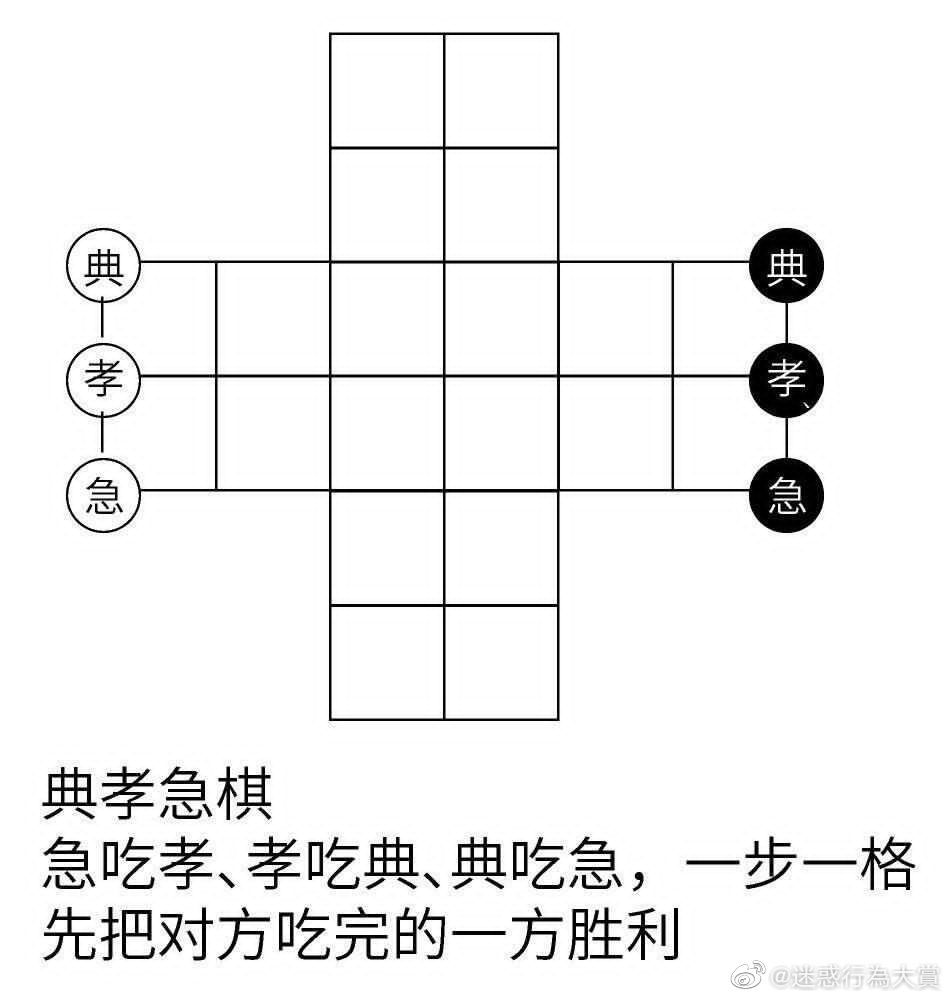 典 典
孝 孝、
急 急
典孝急棋
急吃孝、孝吃典、典吃急，一步一格
先把对方吃完的一方胜利
@迷惑行為大賞